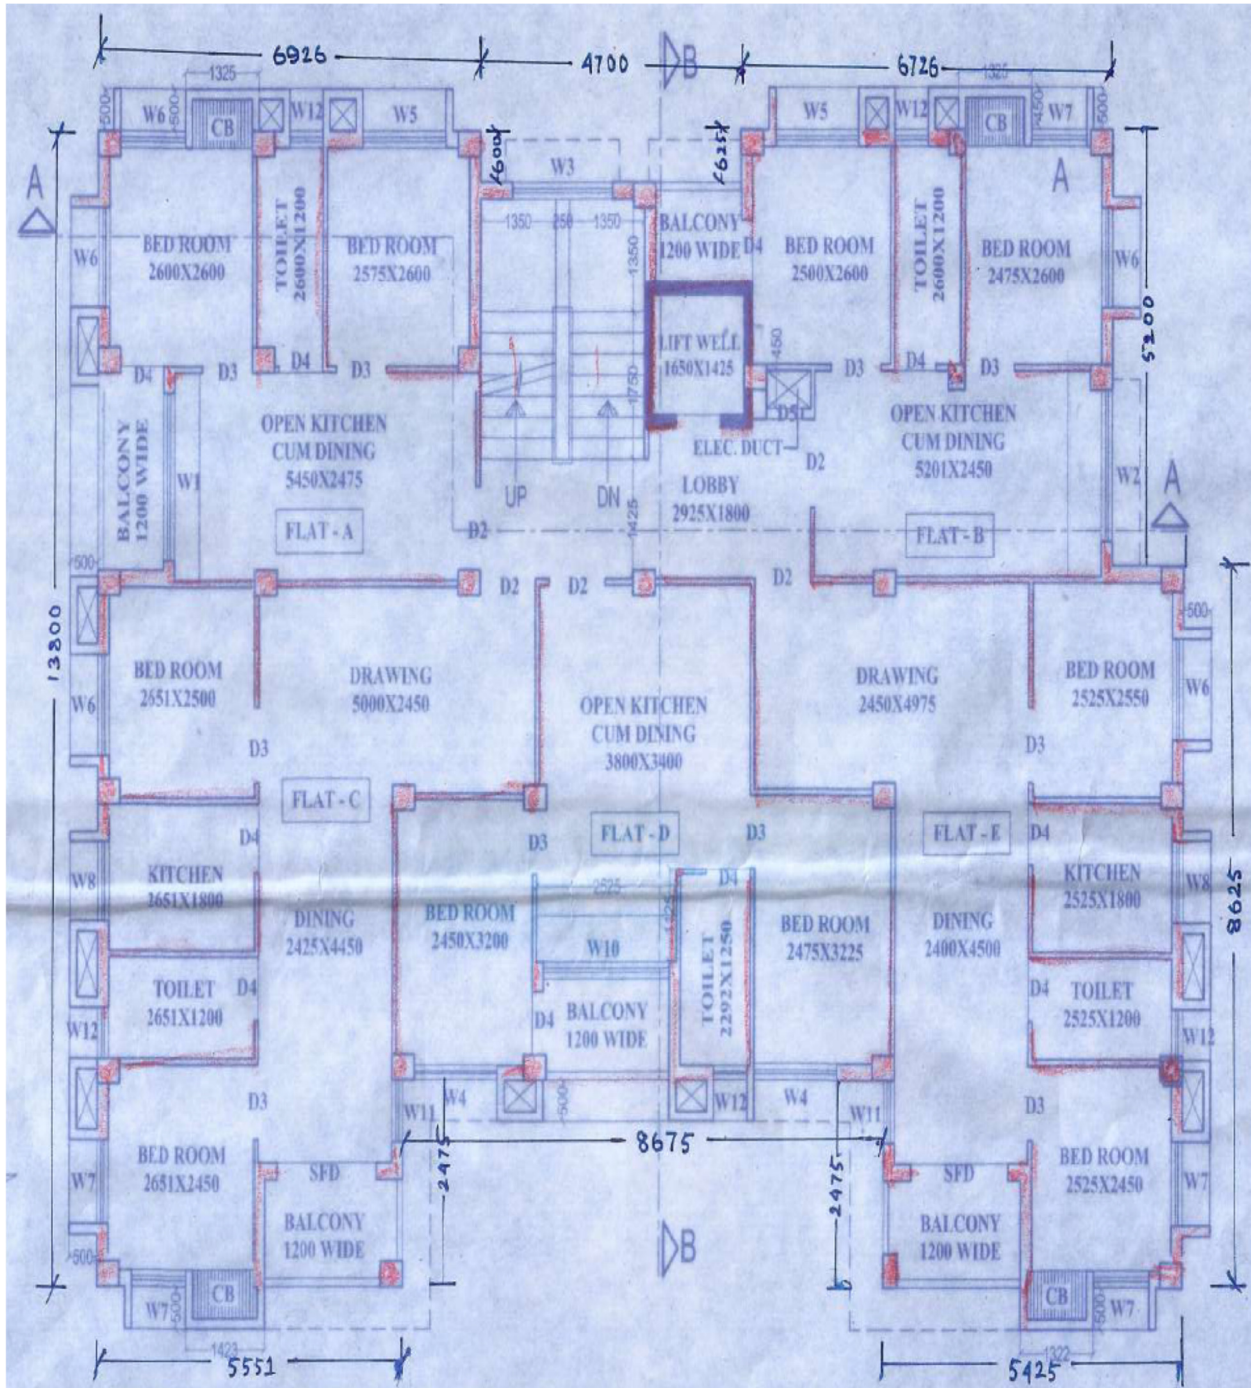 6926
4700
6726
B
1325
1325
500
W6
600
CB
W12
W5
W5
W12
CB
450
W7
500
1600
1625
W3
A
A
1350
250
1350
BALCONY
1200 WIDE
1350
BED ROOM
2600X2600
TOILET
2600X1200
BED ROOM
2575X2600
D4
BED ROOM
2500X2600
TOILET
2600X1200
BED ROOM
2475X2600
W6
W6
LIFT WELL
1650X1425
450
5200
D4
D3
D4
D3
1750
D3
D4
D3
BALCONY
1200 WIDE
W1
OPEN KITCHEN
CUM DINING
5450X2475
FLAT - A
D5
ELEC. DUCT
D2
OPEN KITCHEN
CUM DINING
5201X2450
W2
UP
DN
LOBBY
2925X1800
A
FLAT - B
D2
1425
500
D2
D2
D2
13800
500
BED ROOM
2651X2500
DRAWING
5000X2450
OPEN KITCHEN
CUM DINING
3800X3400
DRAWING
2450X4975
BED ROOM
2525X2550
W6
W6
D3
D3
FLAT - C
FLAT - D
FLAT - E
D4
D3
D3
D4
W8
KITCHEN
2651X1800
D4
KITCHEN
2525X1800
W8
8625
2525
1325
DINING
2425X4450
BED ROOM
2450X3200
W10
TOILET
2292X1250
BED ROOM
2475X3225
DINING
2400X4500
TOILET
2651X1200
D4
D4
BALCONY
1200 WIDE
D4
TOILET
2525X1200
W12
W12
D3
W11
W4
500
W12
W4
W11
D3
8675
BED ROOM
2651X2450
W7
SFD
2475
2475
SFD
BED ROOM
2525X2450
W7
BALCONY
1200 WIDE
B
BALCONY
1200 WIDE
500
W7
500
CB
CB
500
W7
1423
1322
5551
5425